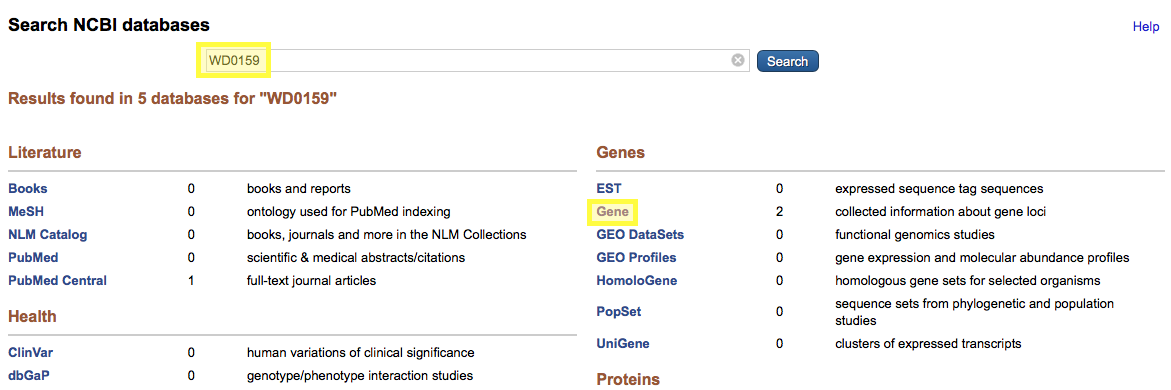 Search NCBI databases
Help
WD0159
Search
Results found in 5 databases for "WD0159"
Literature
Books 0 books and reports
MeSH 0 ontology used for PubMed indexing
NLM Catalog 0 books, journals and more in the NLM Collections
PubMed 0 scientific & medical abstracts/citations
PubMed Central 1 full-text journal articles
Health
ClinVar 0 human variations of clinical significance
dbGaP 0 genotype/phenotype interaction studies
Genes
EST 0 expressed sequence tag sequences
Gene 2 collected information about gene loci
GEO DataSets 0 functional genomics studies
GEO Profiles 0 gene expression and molecular abundance profiles
HomoloGene 0 homologous gene sets for selected organisms
PopSet 0 sequence sets from phylogenetic and population
studies
UniGene 0 clusters of expressed transcripts
Proteins